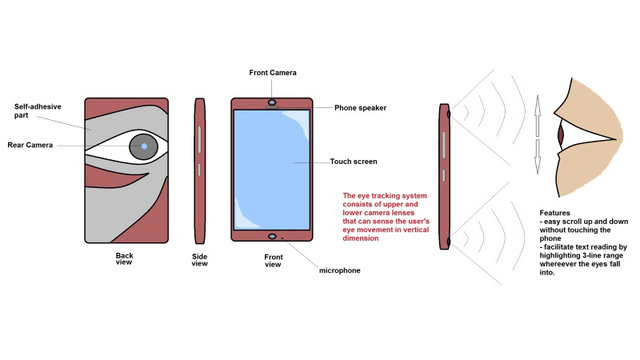 Front Camera
Self-adhesive
part
Phone speaker
Rear Camera
Touch screen
The eye tracking system
consists of upper and
lower camera lenses
that can sense the user's
eye movement in vertical
dimension
Features
- easy scroll up and down
without touching the
phone
- facilitate text reading by
highlighting 3-line range
whereever the eyes fall
into.
Back
view
Side
view
Front
view
microphone